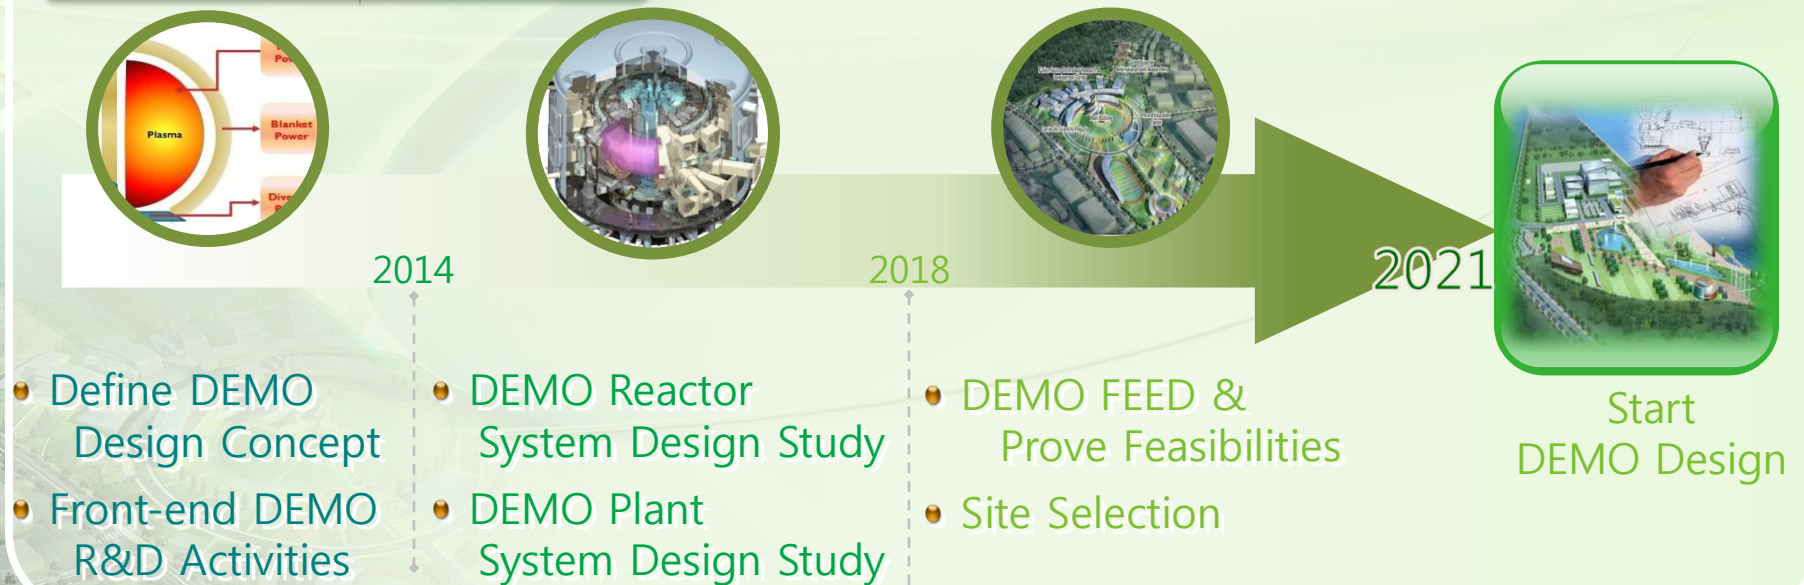 Plasma
Blanket
Power
2014
2018
2021
Define DEMO
Design Concept
Front-end DEMO
R&D Activities
DEMO Reactor
System Design Study
DEMO Plant
System Design Study
DEMO FEED &
Prove Feasibilities
Site Selection
Start
DEMO Design